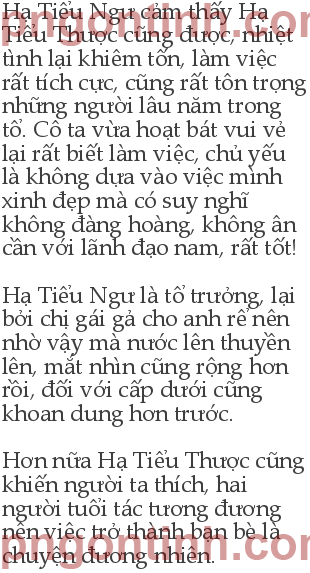 Hạ Tiểu Ngư cảm thấy Hạ
Tiểu Thược cũng được, nhiệt
tình lại khiêm tốn, làm việc
rất tích cực, cũng rất tôn trọng
những người lâu năm trong
tổ. Cô ta vừa hoạt bát vui vẻ
lại rất biết làm việc, chủ yếu
là không dựa vào việc mình
xinh đẹp mà có suy nghĩ
không đàng hoàng, không ân
cần với lãnh đạo nam, rất tốt!
Hạ Tiểu Ngư là tổ trưởng, lại
bởi chị gái gả cho anh rể nên
nhờ vậy mà nước lên thuyền
lên, mắt nhìn cũng rộng hơn
rồi, đối với cấp dưới cũng
khoan dung hơn trước.
Hơn nữa Hạ Tiểu Thược cũng
khiến người ta thích, hai
người tuổi tác tương đương
nên việc trở thành bạn bè là
chuyện đương nhiên.
pngontinh.com
pngontinh.com